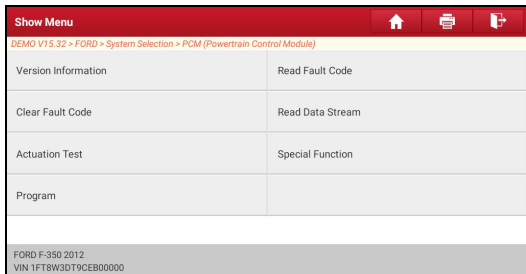 Show Menu
DEMO V15.32 > FORD > System Selection > PCM (Powertrain Control Module)
Version Information
Read Fault Code
Clear Fault Code
Read Data Stream
Actuation Test
Special Function
Program
FORD F-350 2012
VIN 1FT8W3DT9CEB00000